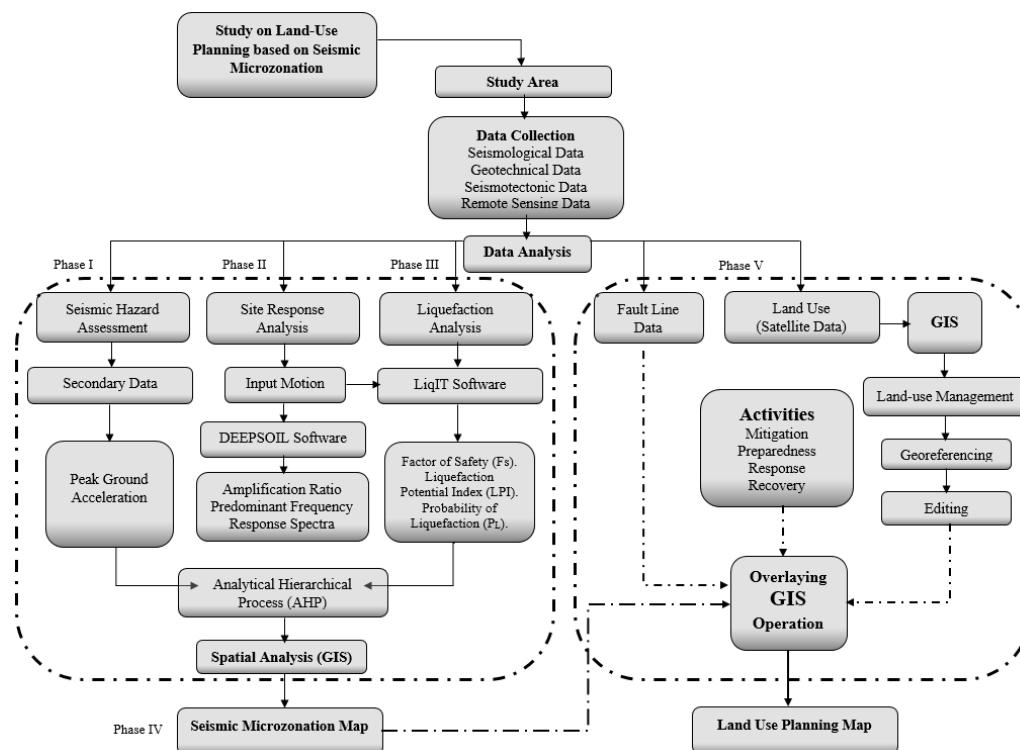 Study on Land-Use
Planning based on Seismic
Microzonation
Study Area
Data Collection
Seismological Data
Geotechnical Data
Seismotectonic Data
Remote Sensing Data
Data Analysis
Phase I
Phase II
Phase III
Phase V
Seismic Hazard
Assessment
Site Response
Analysis
Liquefaction
Analysis
Fault Line
Data
Land Use
(Satellite Data)
GIS
Secondary Data
Input Motion
LiqIT Software
Land-use Management
Activities
Mitigation
Preparedness
Response
Recovery
DEEPSOIL Software
Georeferencing
Peak Ground
Acceleration
Amplification Ratio
Predominant Frequency
Response Spectra
Factor of Safety (Fs).
Liquefaction
Potential Index (LPI).
Probability of
Liquefaction (PL).
Editing
Analytical Hierarchical
Process (AHP)
Overlaying
GIS
Operation
Spatial Analysis (GIS)
Phase IV
Seismic Microzonation Map
Land Use Planning Map